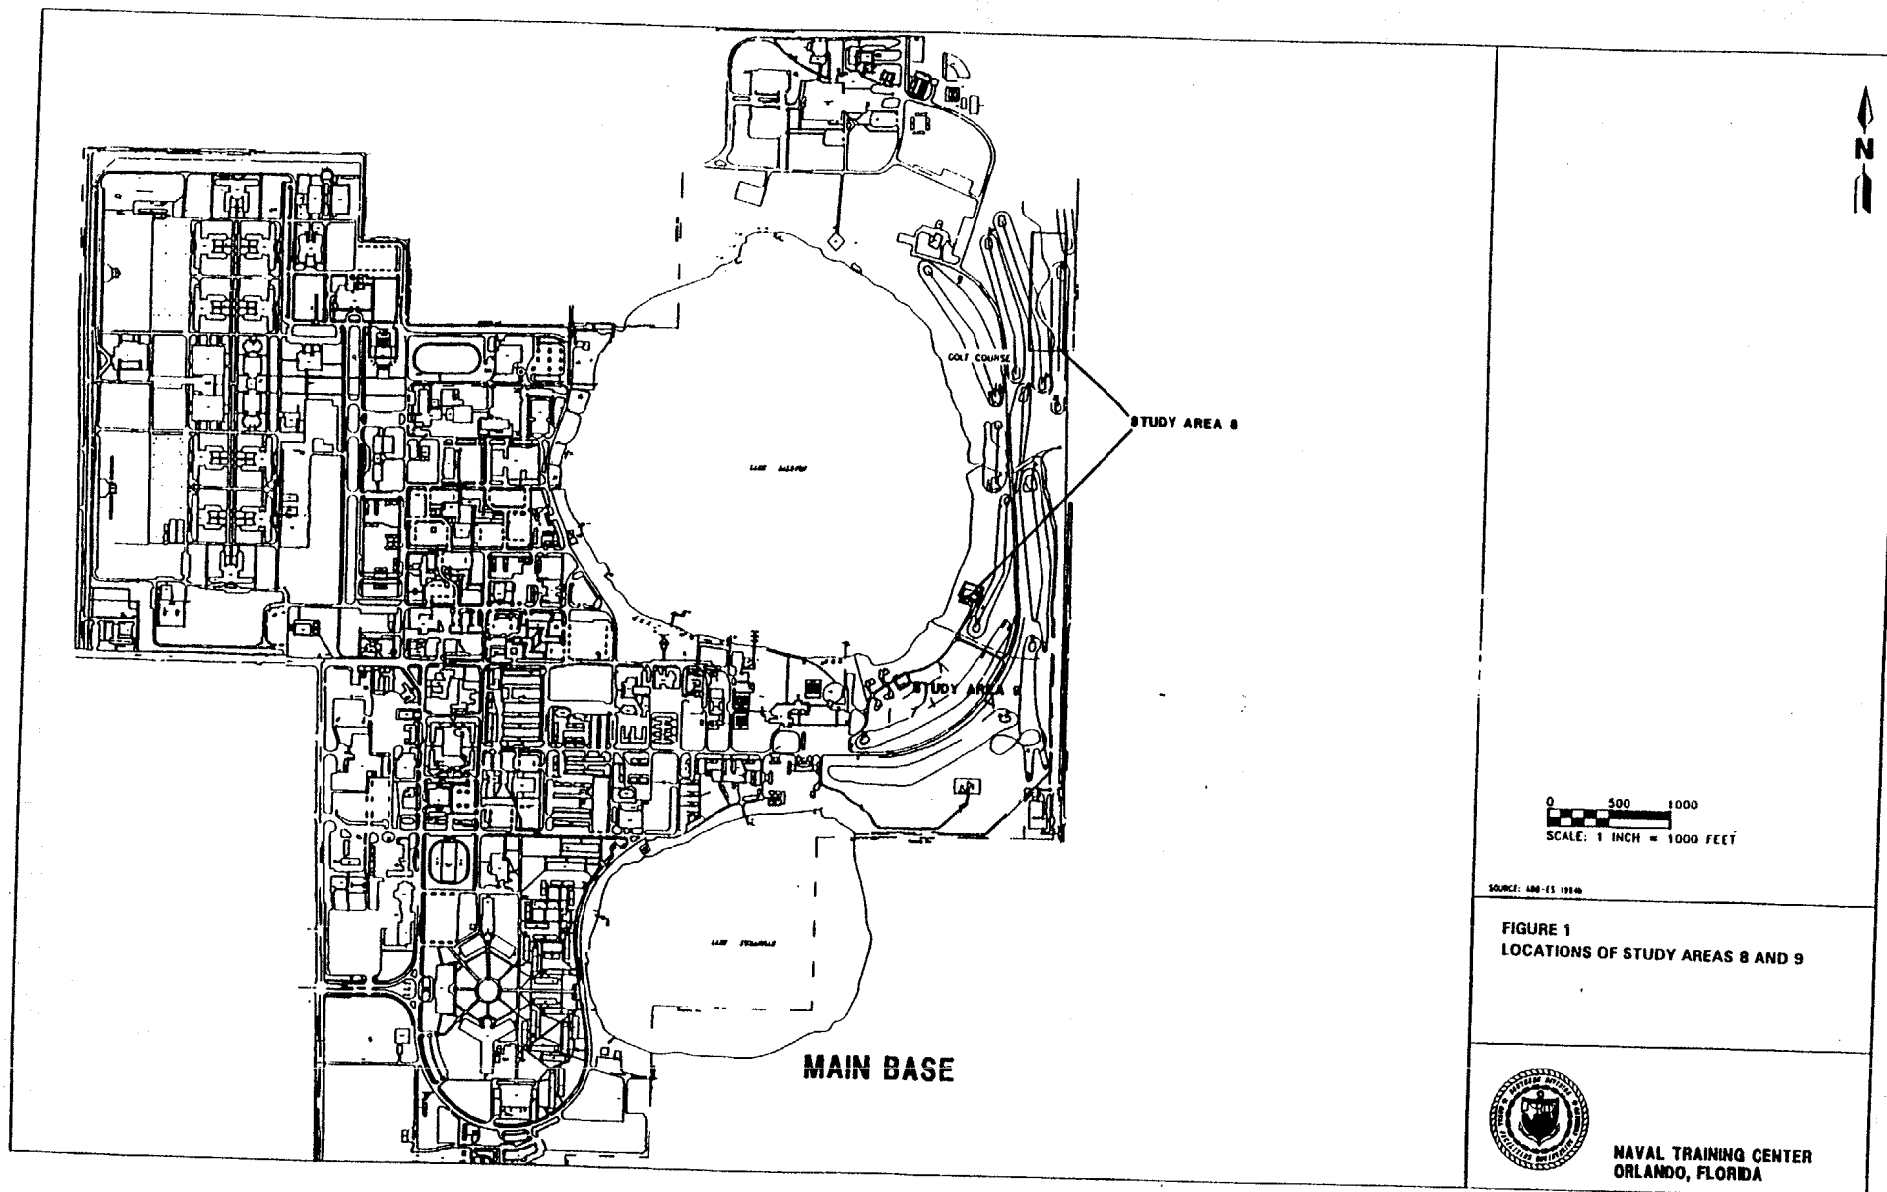 N
GOLF COURSE
STUDY AREA 8
STUDY AREA 9
MAIN BASE
0 500 1000
SCALE: 1 INCH = 1000 FEET
FIGURE 1
LOCATIONS OF STUDY AREAS 8 AND 9
NAVAL TRAINING CENTER
ORLANDO, FLORIDA